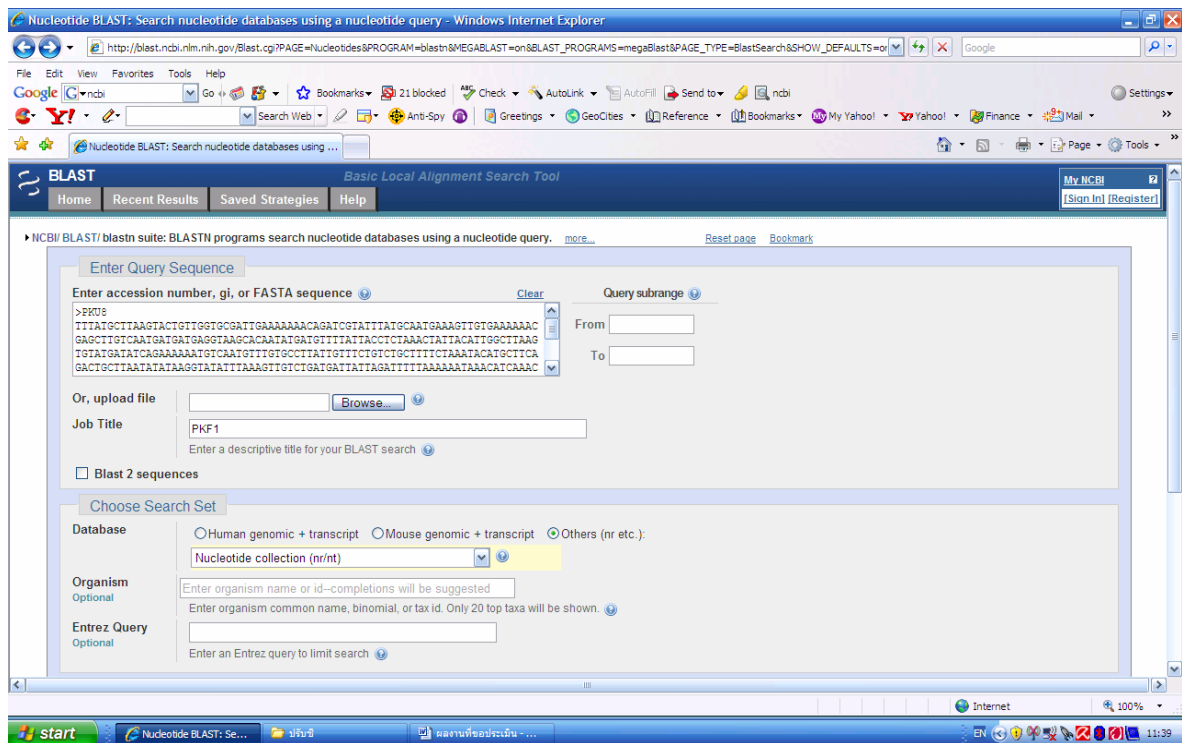 Nucleotide BLAST: Search nucleotide databases using a nucleotide query - Windows Internet Explorer
http://blast.ncbi.nlm.nih.gov/Blast.cgi?PAGE=Nucleotides&PROGRAM=blastn&MEGABLAST=on&BLAST_PROGRAMS=megaBlast&PAGE_TYPE=BlastSearch&SHOW_DEFAULTS=on Google
File Edit View Favorites Tools Help
Google G ncbi Go Bookmarks 21 blocked ABC Check AutoLink AutoFill Send to ncbi Settings
Y! Search Web Anti-Spy Greetings GeoCities Reference Bookmarks My Yahoo! Yahoo! Finance Mail »
Nucleotide BLAST: Search nucleotide databases using ... Page Tools »
BLAST Basic Local Alignment Search Tool My NCBI ?
Home Recent Results Saved Strategies Help [Sign In] [Register]
NCBI/ BLAST/ blastn suite: BLASTN programs search nucleotide databases using a nucleotide query. more... Reset page Bookmark
Enter Query Sequence
Enter accession number, gi, or FASTA sequence Clear Query subrange
>PKU8
TTTATGCTTAAGTACTGTTGGTGCGATTGAAAAAAACAGATCGTATTTATGCAATGAAAGTTGTGAAAAAAC
GAGCTTGTCAATGATGATGAGGTAAGCACAATATGATGTTTTATTACCTCTAAACTATTACATTGGCTTAAG
TGTATGATATCAGAAAAAATGTCAATGTTTGTGCCTTATTGTTTCTGTCTGCTTTTCTAAATACATGCTTCA
GACTGCTTAATATATAAGGTATATTTAAAGTTGTCTGATGATTATTAGATTTTTAAAAAATAAACATCAAAC
From
To
Or, upload file Browse...
Job Title PKF1
Enter a descriptive title for your BLAST search
Blast 2 sequences
Choose Search Set
Database Human genomic + transcript Mouse genomic + transcript Others (nr etc.):
Nucleotide collection (nr/nt)
Organism Enter organism name or id--completions will be suggested
Optional
Enter organism common name, binomial, or tax id. Only 20 top taxa will be shown.
Entrez Query
Optional
Enter an Entrez query to limit search
Internet 100%
start Nucleotide BLAST: Se... ปรับซี ผลงานที่ขอประเมิน - ... EN 11:39